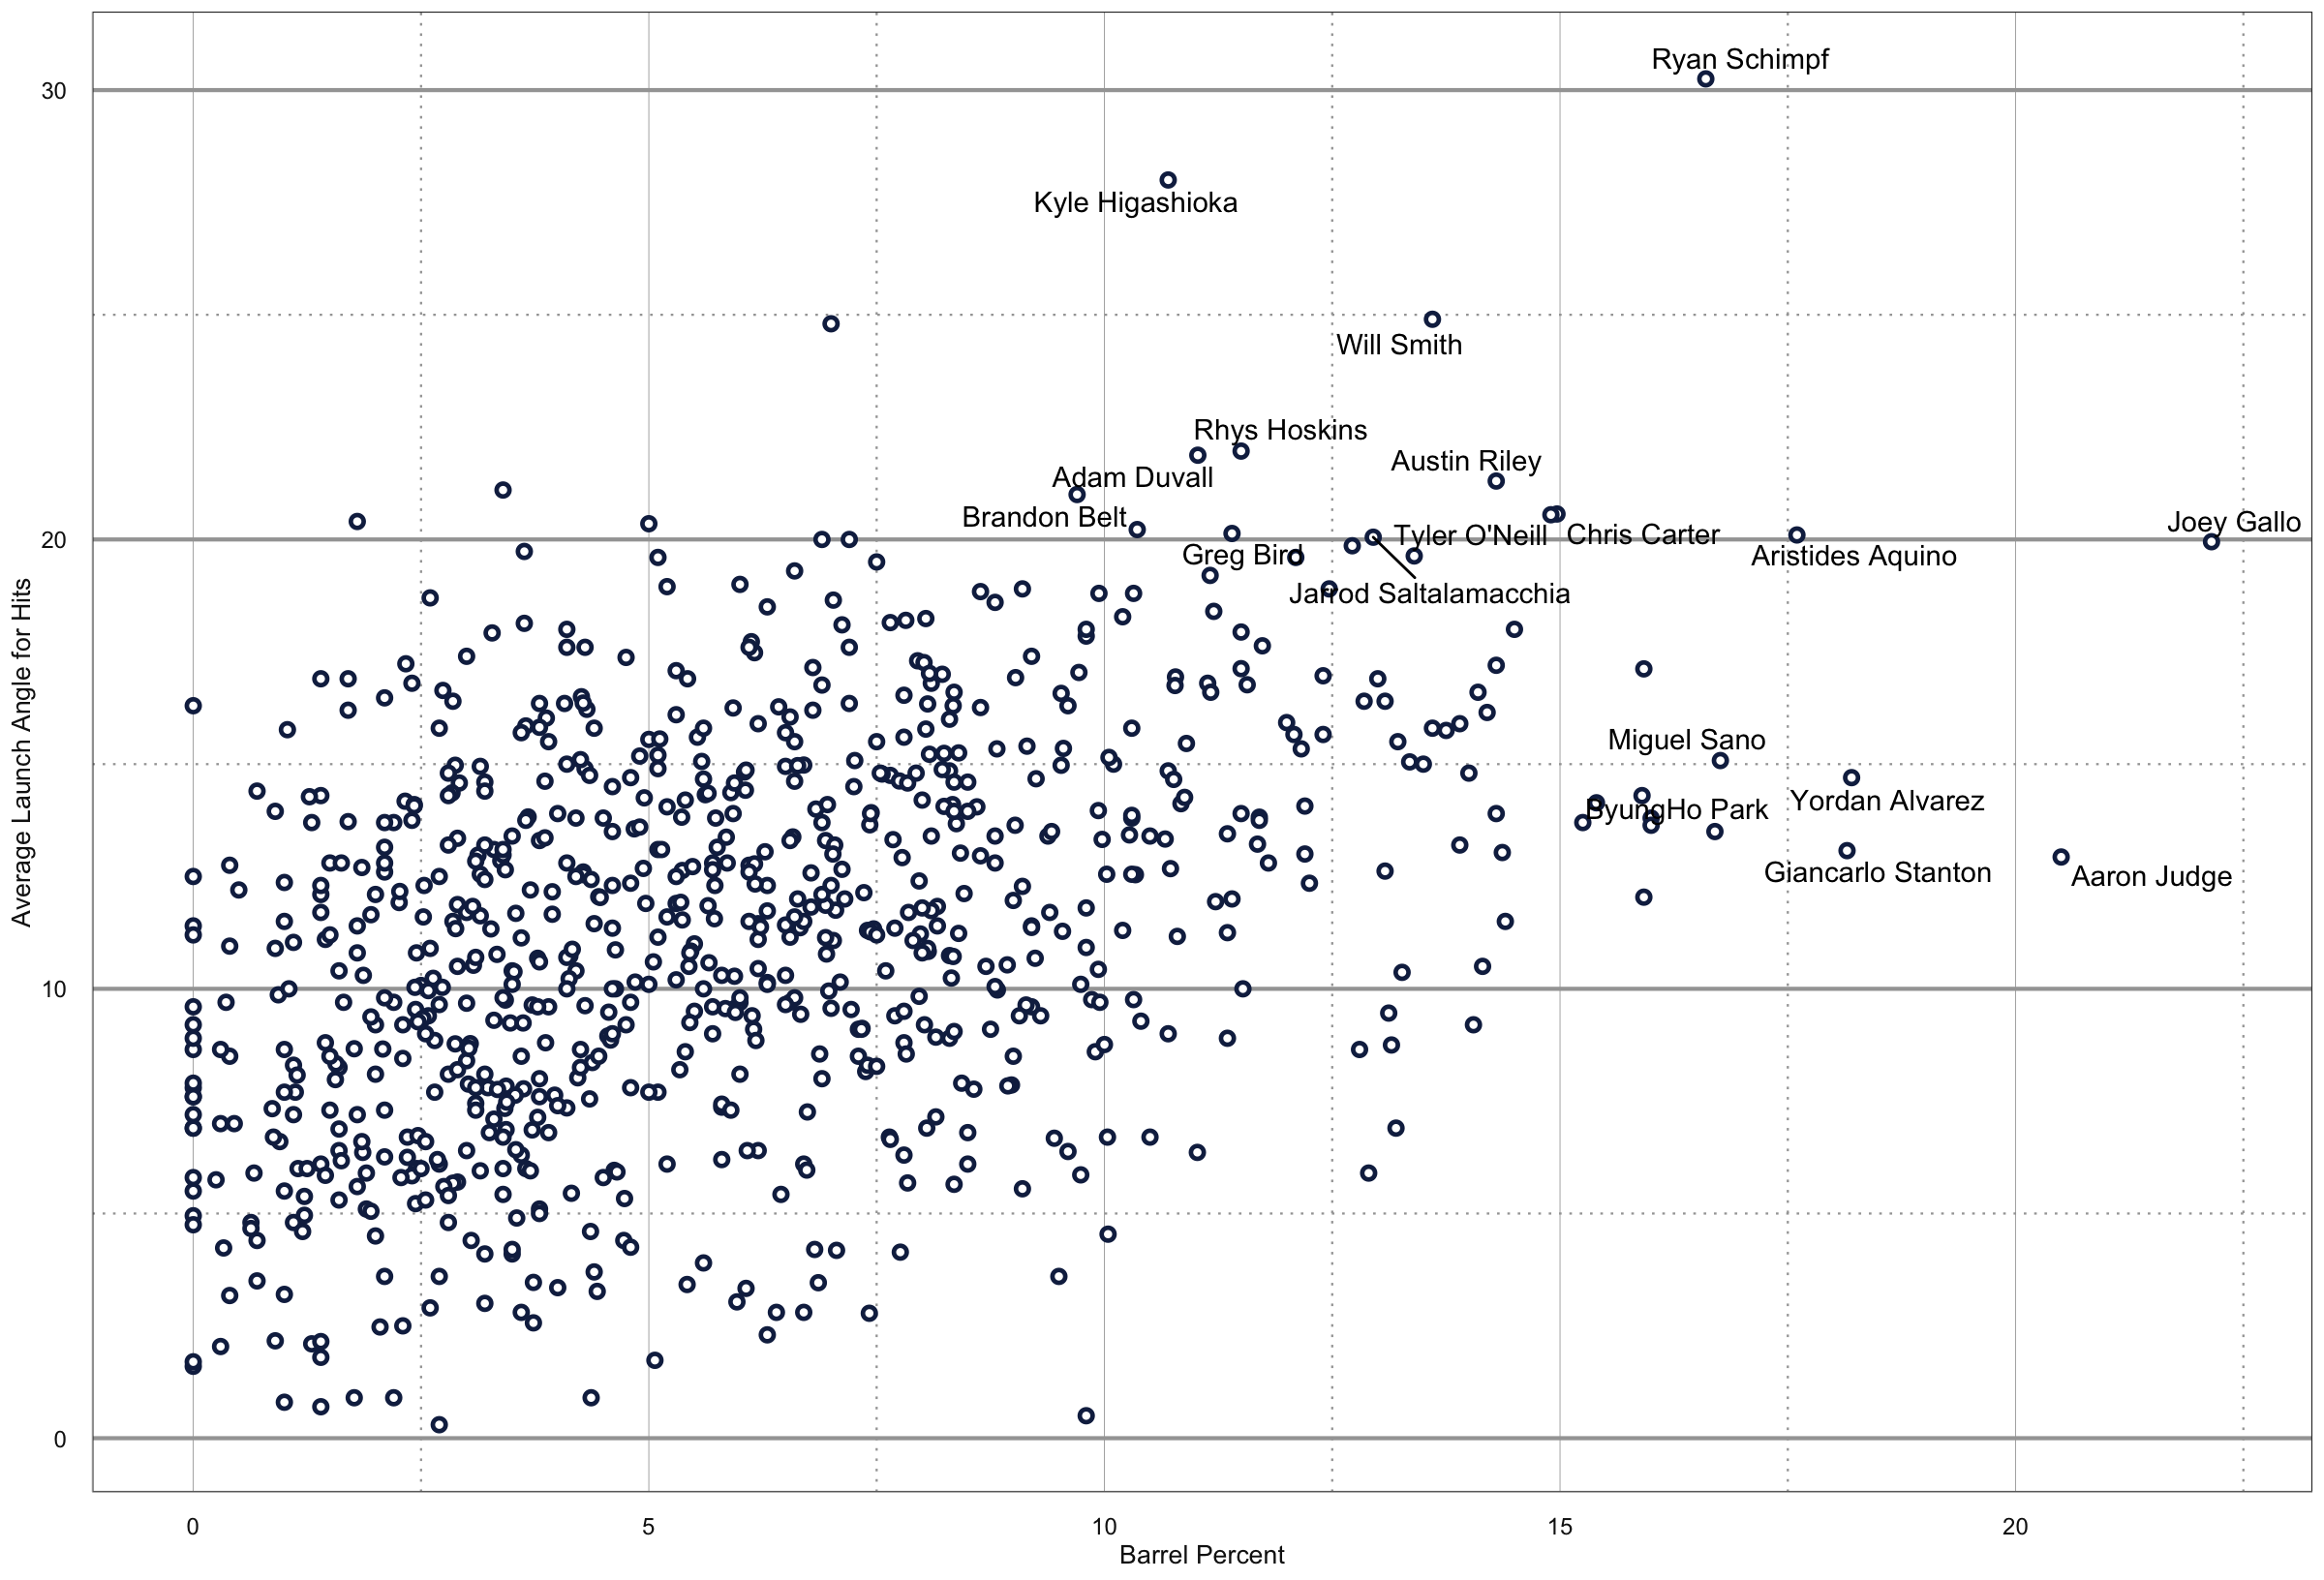 Ryan Schimpf
30
Kyle Higashioka
Will Smith
Rhys Hoskins
Austin Riley
Adam Duvall
Brandon Belt
Joey Gallo
20
Tyler O'Neill
Chris Carter
Greg Bird
Aristides Aquino
Jarrod Saltalamacchia
Average Launch Angle for Hits
Miguel Sano
Yordan Alvarez
ByungHo Park
Giancarlo Stanton
Aaron Judge
10
0
0 5 10 15 20
Barrel Percent